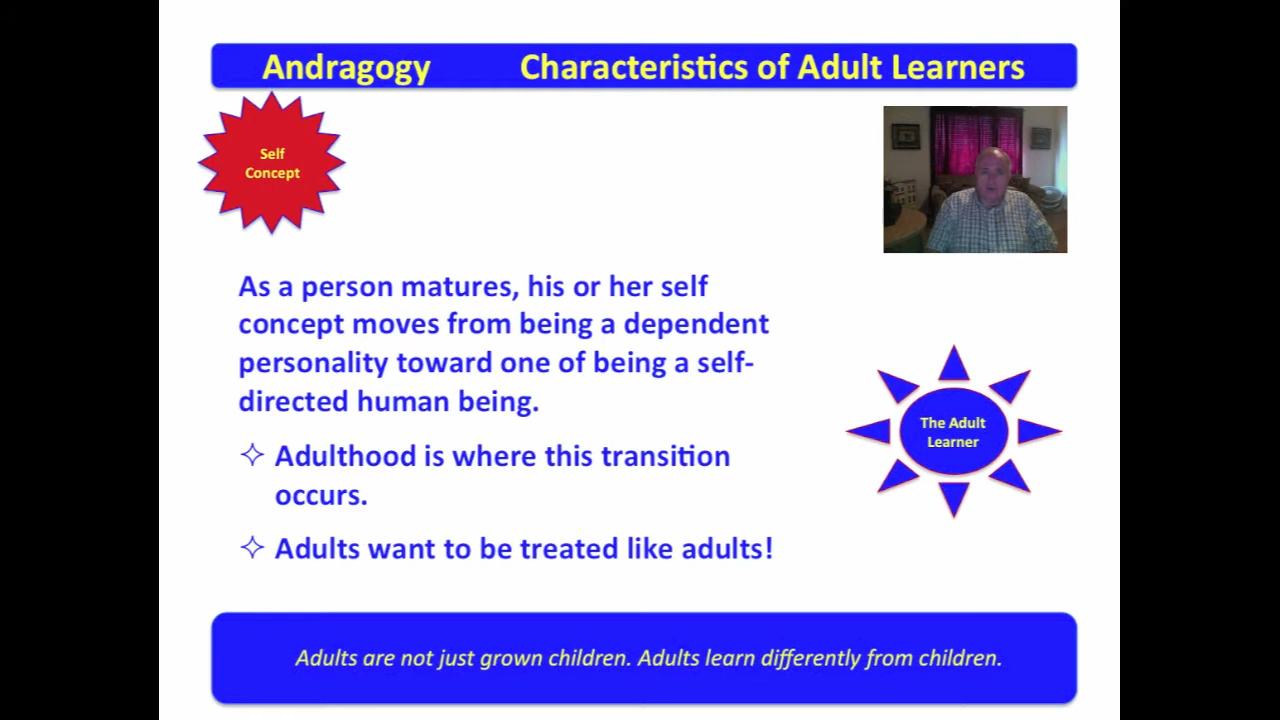 Andragogy Characteristics of Adult Learners
Self
Concept
As a person matures, his or her self
concept moves from being a dependent
personality toward one of being a self-
directed human being.
Adulthood is where this transition
occurs.
Adults want to be treated like adults!
The Adult
Learner
Adults are not just grown children. Adults learn differently from children.